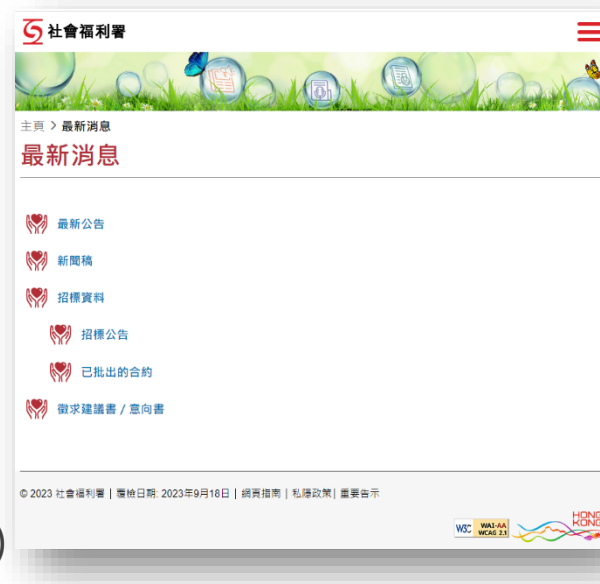 社會福利署
主頁 > 最新消息
最新消息
最新公告
新聞稿
招標資料
招標公告
已批出的合約
徵求建議書 / 意向書
© 2023 社會福利署 | 覆檢日期: 2023年9月18日 | 網頁指南 | 私隱政策 | 重要告示
W3C WAI-AA WCAG 2.1
HONG KONG
)